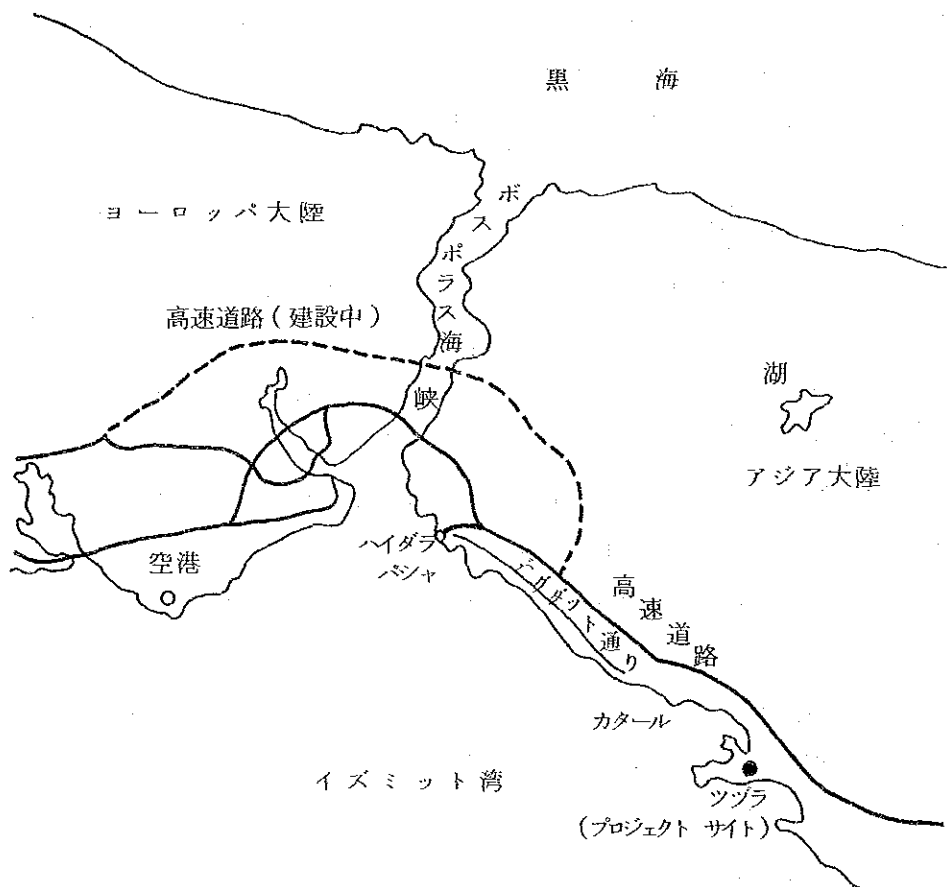 黒海
ヨーロッパ大陸
ボスポラス海峡
高速道路(建設中)
湖
アジア大陸
ハイダラ
パシャ
空港
高速道路
通り
カタール
イズミット湾
ツヅラ
(プロジェクト サイト)